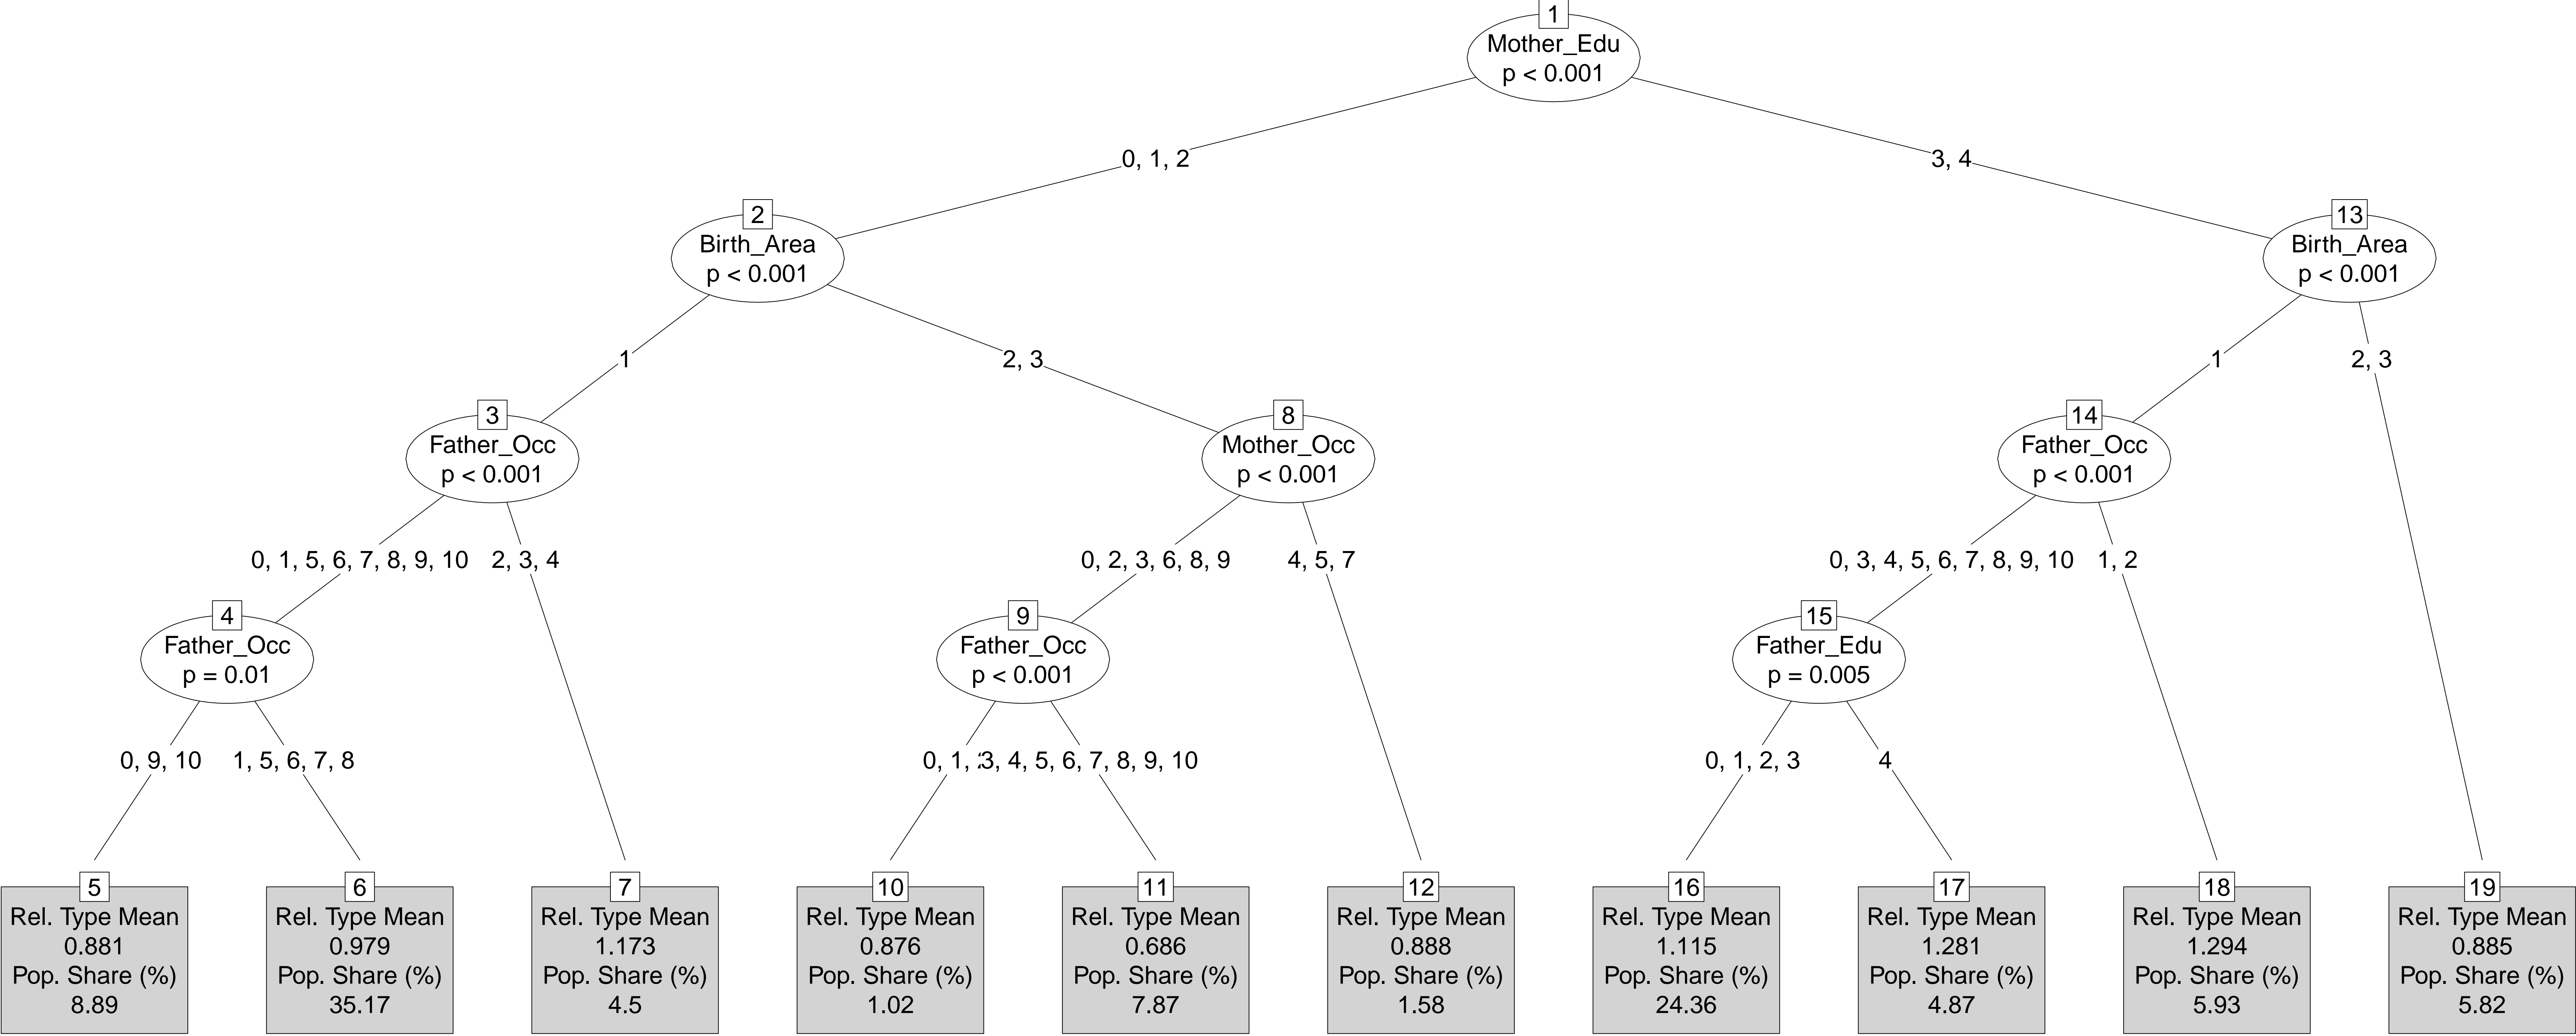 1
Mother_Edu
p < 0.001
0, 1, 2
3, 4
2
Birth_Area
p < 0.001
13
Birth_Area
p < 0.001
1
2, 3
1
2, 3
3
Father_Occ
p < 0.001
8
Mother_Occ
p < 0.001
14
Father_Occ
p < 0.001
0, 1, 5, 6, 7, 8, 9, 10
2, 3, 4
0, 2, 3, 6, 8, 9
4, 5, 7
0, 3, 4, 5, 6, 7, 8, 9, 10
1, 2
4
Father_Occ
p = 0.01
9
Father_Occ
p < 0.001
15
Father_Edu
p = 0.005
0, 9, 10
1, 5, 6, 7, 8
0, 1,
3, 4, 5, 6, 7, 8, 9, 10
0, 1, 2, 3
4
5
Rel. Type Mean
0.881
Pop. Share (%)
8.89
6
Rel. Type Mean
0.979
Pop. Share (%)
35.17
7
Rel. Type Mean
1.173
Pop. Share (%)
4.5
10
Rel. Type Mean
0.876
Pop. Share (%)
1.02
11
Rel. Type Mean
0.686
Pop. Share (%)
7.87
12
Rel. Type Mean
0.888
Pop. Share (%)
1.58
16
Rel. Type Mean
1.115
Pop. Share (%)
24.36
17
Rel. Type Mean
1.281
Pop. Share (%)
4.87
18
Rel. Type Mean
1.294
Pop. Share (%)
5.93
19
Rel. Type Mean
0.885
Pop. Share (%)
5.82